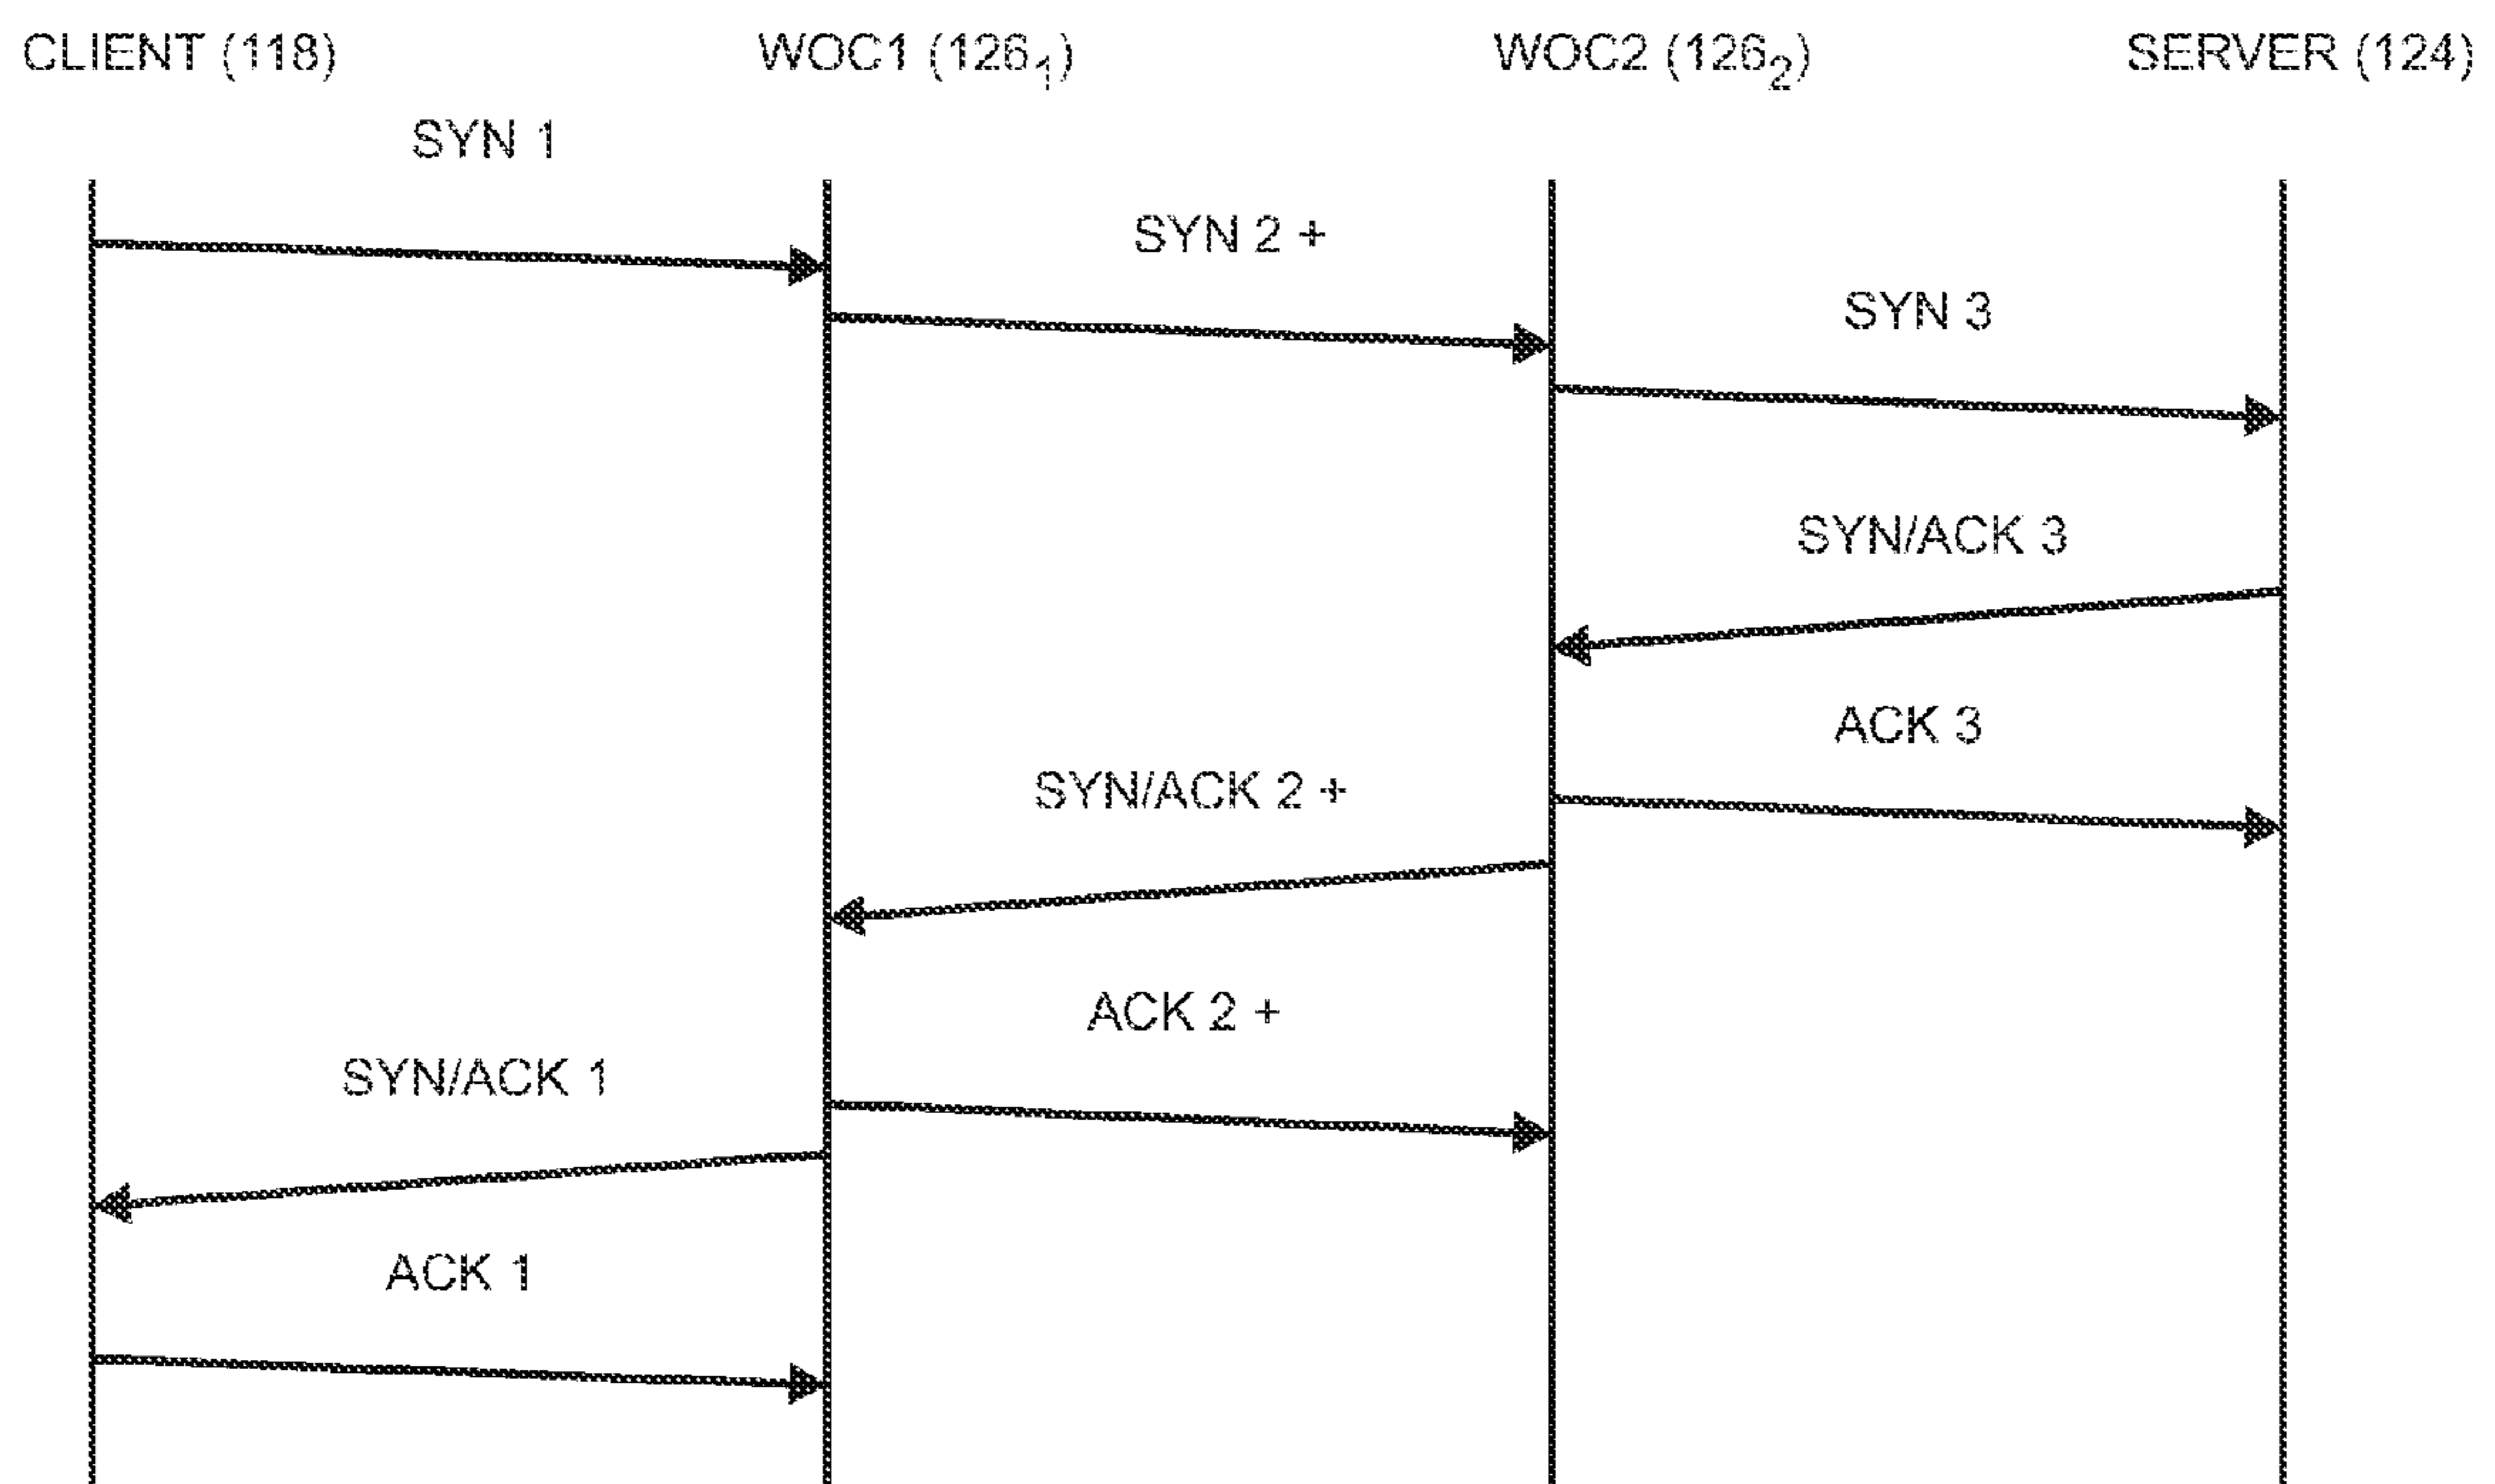 CLIENT (118) WOC1 (126₁) WOC2 (126₂) SERVER (124)
SYN 1
SYN 2 +
SYN 3
SYN/ACK 3
ACK 3
SYN/ACK 2 +
ACK 2 +
SYN/ACK 1
ACK 1